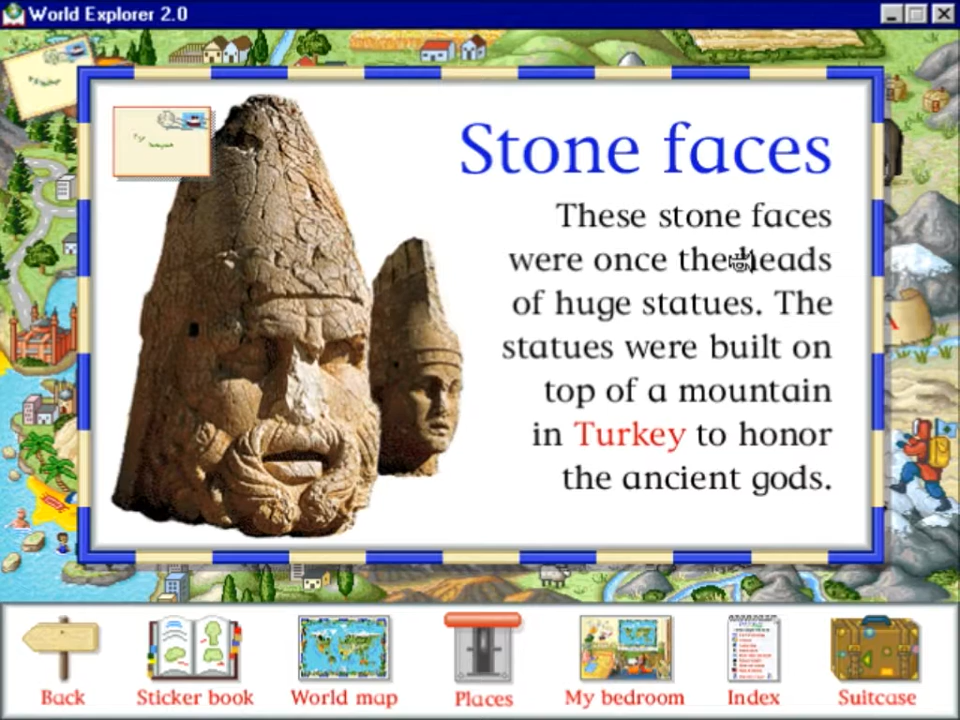 World Explorer 2.0
Stone faces
These stone faces
were once the heads
of huge statues. The
statues were built on
top of a mountain
in Turkey to honor
the ancient gods.
Back
Sticker book
World map
Places
My bedroom
Index
Suitcase